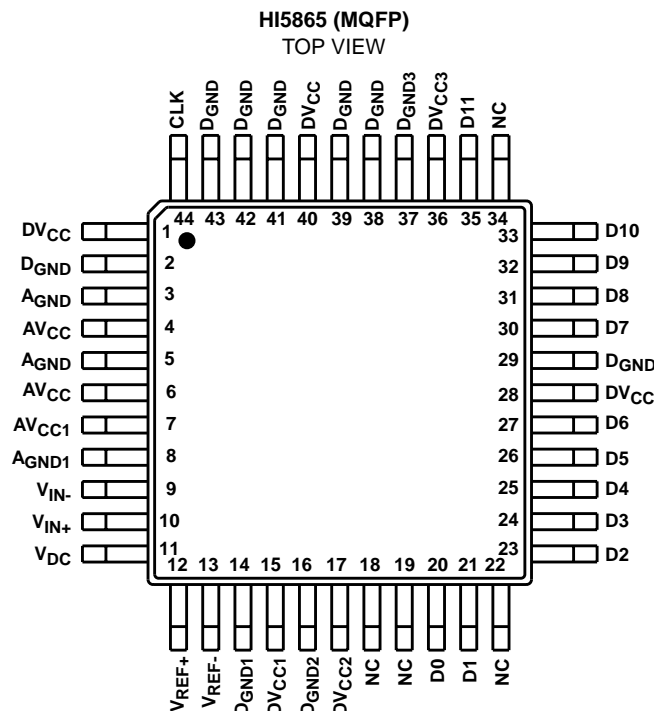 HI5865 (MQFP)
TOP VIEW
CLK DGND DGND DGND DVCC DGND DGND DGND3 DVCC3 D11 NC
44 43 42 41 40 39 38 37 36 35 34
DVCC 1 33 D10
DGND 2 32 D9
AGND 3 31 D8
AVCC 4 30 D7
AGND 5 29 DGND
AVCC 6 28 DVCC
AVCC1 7 27 D6
AGND1 8 26 D5
VIN- 9 25 D4
VIN+ 10 24 D3
VDC 11 23 D2
12 13 14 15 16 17 18 19 20 21 22
VREF+ VREF- DGND1 DVCC1 DGND2 DVCC2 NC NC D0 D1 NC